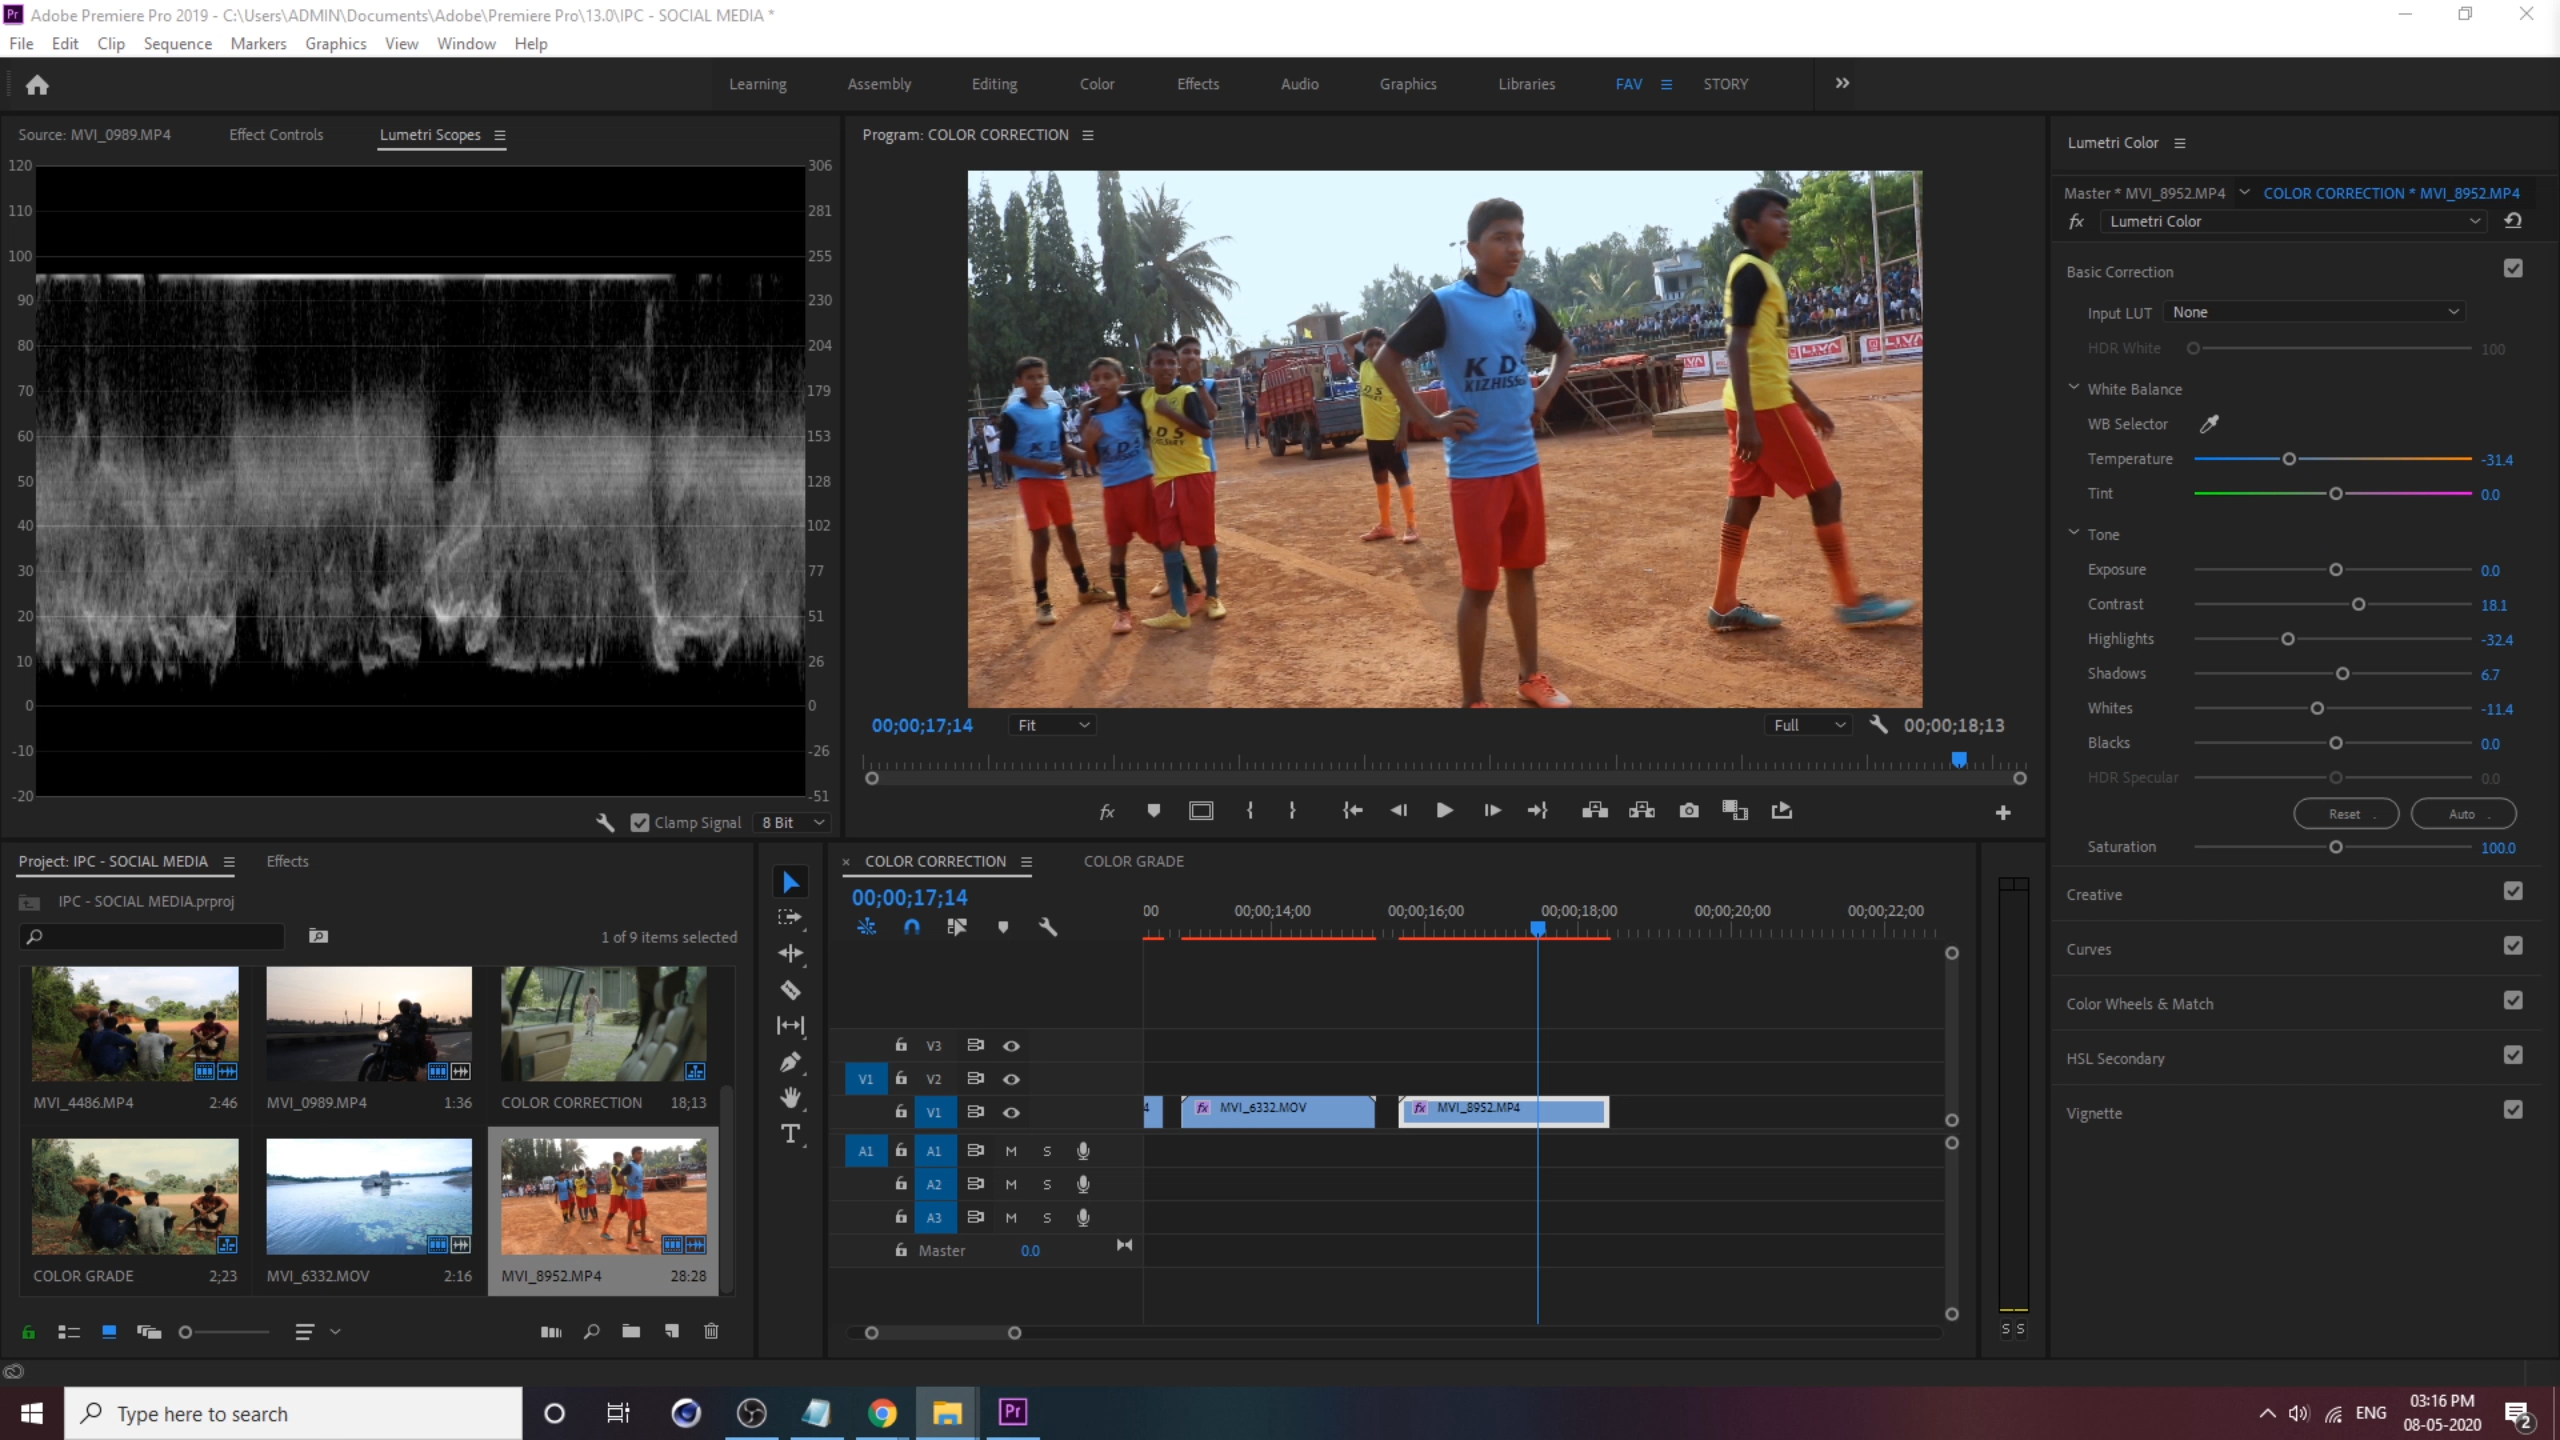 Adobe Premiere Pro 2019 - C:\Users\ADMIN\Documents\Adobe\Premiere Pro\13.0\IPC - SOCIAL MEDIA *
File Edit Clip Sequence Markers Graphics View Window Help
Learning Assembly Editing Color Effects Audio Graphics Libraries FAV STORY
Source: MVI_0989.MP4 Effect Controls Lumetri Scopes
120 306
110 281
100 255
90 230
80 204
70 179
60 153
50 128
40 102
30 77
20 51
10 26
0 0
-10 -26
-20 -51
Clamp Signal 8 Bit
Program: COLOR CORRECTION
K D S
KIZHISS
K D S
K D
K D S
D S
LIVA
LIVA
00;00;17;14 Fit Full 00;00;18;13
Lumetri Color
Master * MVI_8952.MP4 COLOR CORRECTION * MVI_8952.MP4
fx Lumetri Color
Basic Correction
Input LUT None
HDR White 100
White Balance
WB Selector
Temperature -31.4
Tint 0.0
Tone
Exposure 0.0
Contrast 18.1
Highlights -32.4
Shadows 6.7
Whites -11.4
Blacks 0.0
HDR Specular 0.0
Reset Auto
Saturation 100.0
Creative
Curves
Color Wheels & Match
HSL Secondary
Vignette
Project: IPC - SOCIAL MEDIA Effects
IPC - SOCIAL MEDIA.prproj
1 of 9 items selected
MVI_4486.MP4 2:46 MVI_0989.MP4 1:36 COLOR CORRECTION 18;13
COLOR GRADE 2;23 MVI_6332.MOV 2:16 MVI_8952.MP4 28:28
COLOR CORRECTION COLOR GRADE
00;00;17;14
00 00;00;14;00 00;00;16;00 00;00;18;00 00;00;20;00 00;00;22;00
V3
V1 V2
V1 4 fx MVI_6332.MOV fx MVI_8952.MP4
A1 A1 M S
A2 M S
A3 M S
Master 0.0
S S
Type here to search
Pr
ENG 03:16 PM
08-05-2020 2